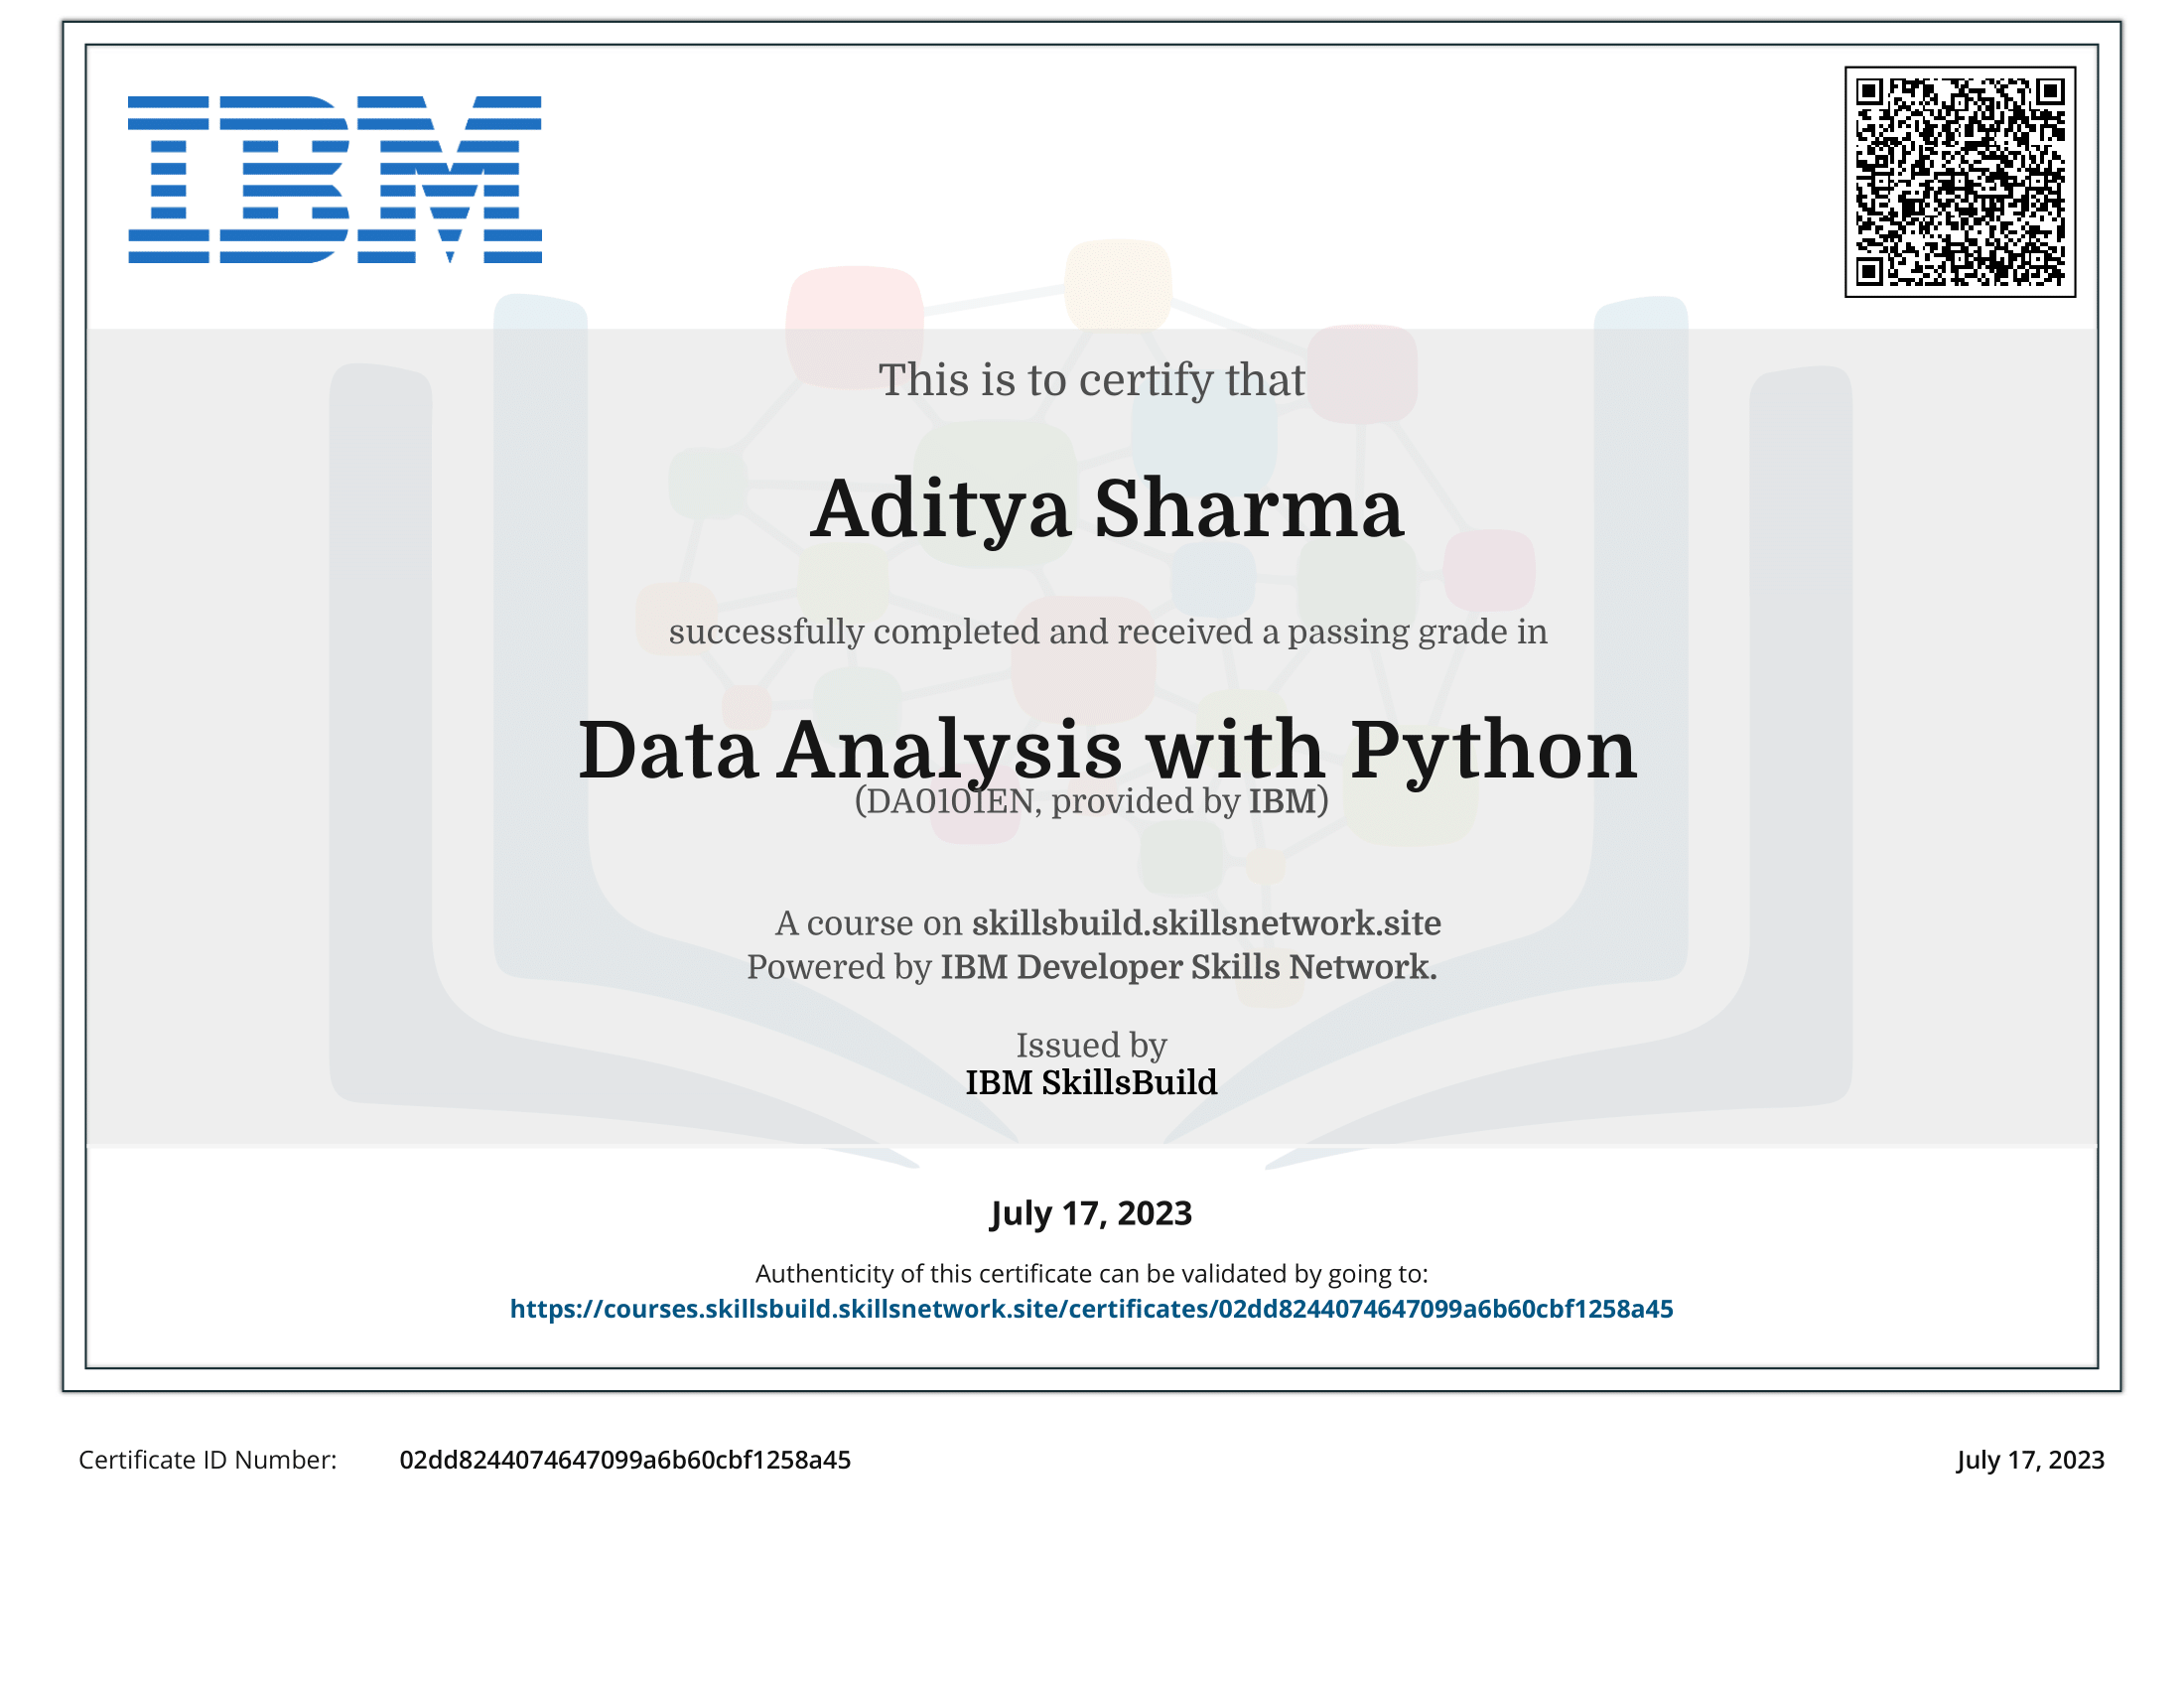 IBM
This is to certify that
Aditya Sharma
successfully completed and received a passing grade in
Data Analysis with Python
(DA0101EN, provided by IBM)
A course on skillsbuild.skillsnetwork.site
Powered by IBM Developer Skills Network.
Issued by
IBM SkillsBuild
July 17, 2023
Authenticity of this certificate can be validated by going to:
https://courses.skillsbuild.skillsnetwork.site/certificates/02dd8244074647099a6b60cbf1258a45
Certificate ID Number: 02dd8244074647099a6b60cbf1258a45 July 17, 2023